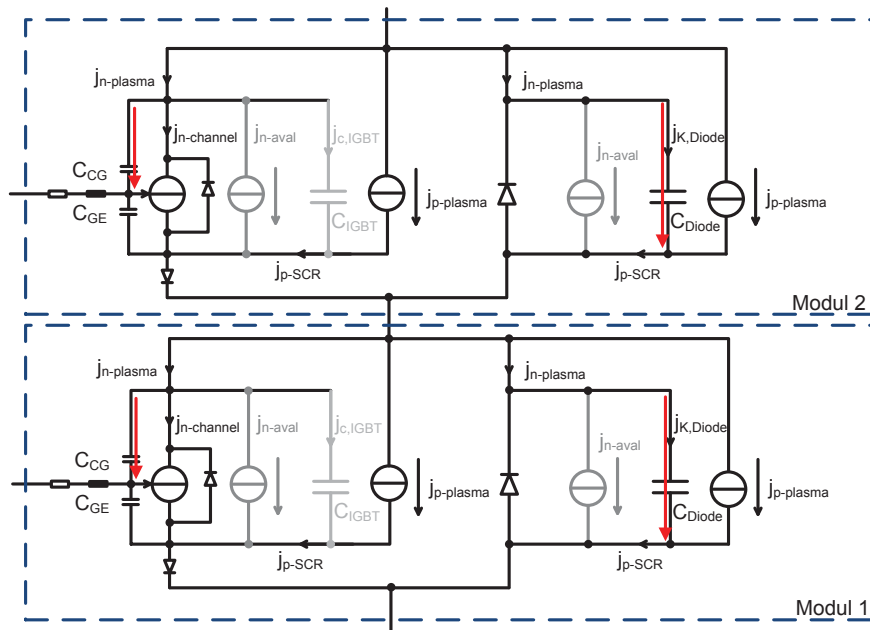 jn-plasma
jn-plasma
jn-channel
jn-aval
jc,IGBT
jK,Diode
jn-aval
CCG
CGE
CIGBT
jp-plasma
CDiode
jp-plasma
jp-SCR
jp-SCR
Modul 2
jn-plasma
jn-plasma
jn-channel
jn-aval
jc,IGBT
jK,Diode
jn-aval
CCG
CGE
CIGBT
jp-plasma
CDiode
jp-plasma
jp-SCR
jp-SCR
Modul 1